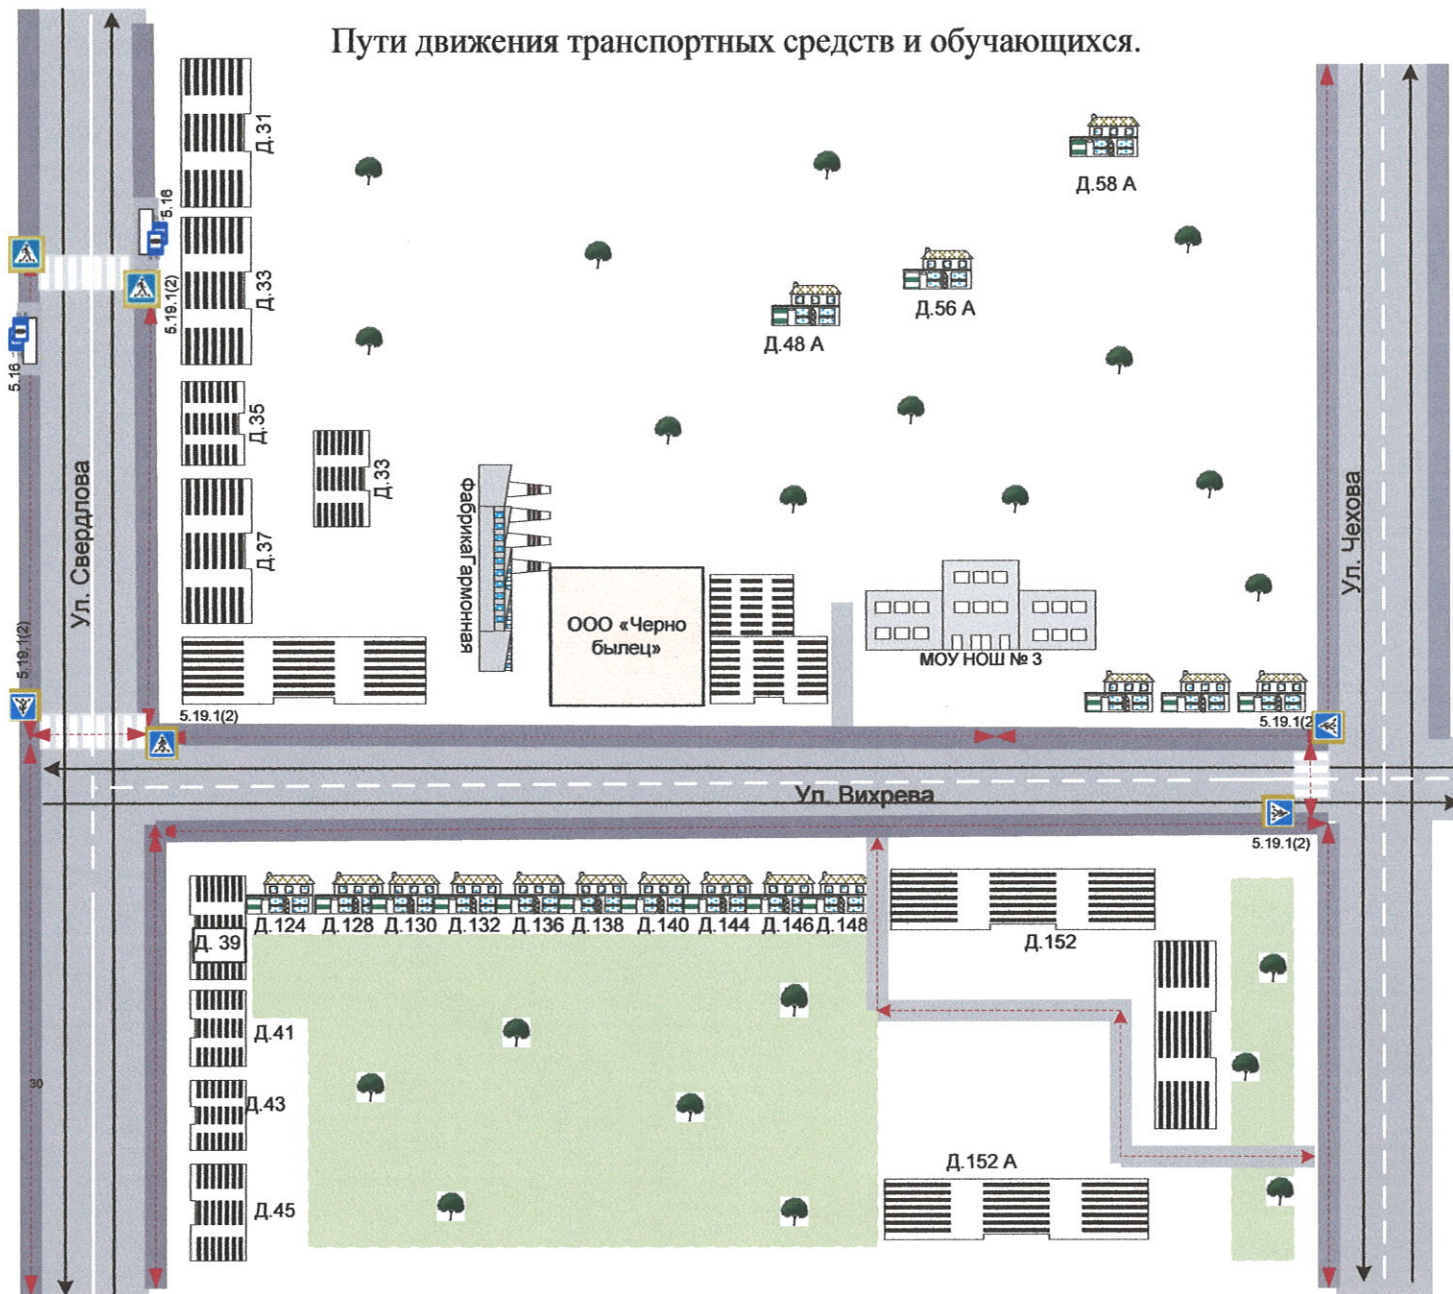 Пути движения транспортных средств и обучающихся.
Д.31
5.16
Д.58 А
5.19.1(2)
Д.33
Д.56 А
Д.48 А
5.16
Д.35
Ул. Свердлова
Д.33
фабрикаГармонная
Ул. Чехова
Д.37
ООО «Черно
былец»
5.19.1(2)
МОУ НОШ № 3
5.19.1(2)
5.19.1(2
Ул. Вихрева
5.19.1(2)
Д.124
Д.128
Д.130
Д.132
Д.136
Д.138
Д.140
Д.144
Д.146
Д.148
Д. 39
Д.152
Д.41
30
Д.43
Д.152 А
Д.45